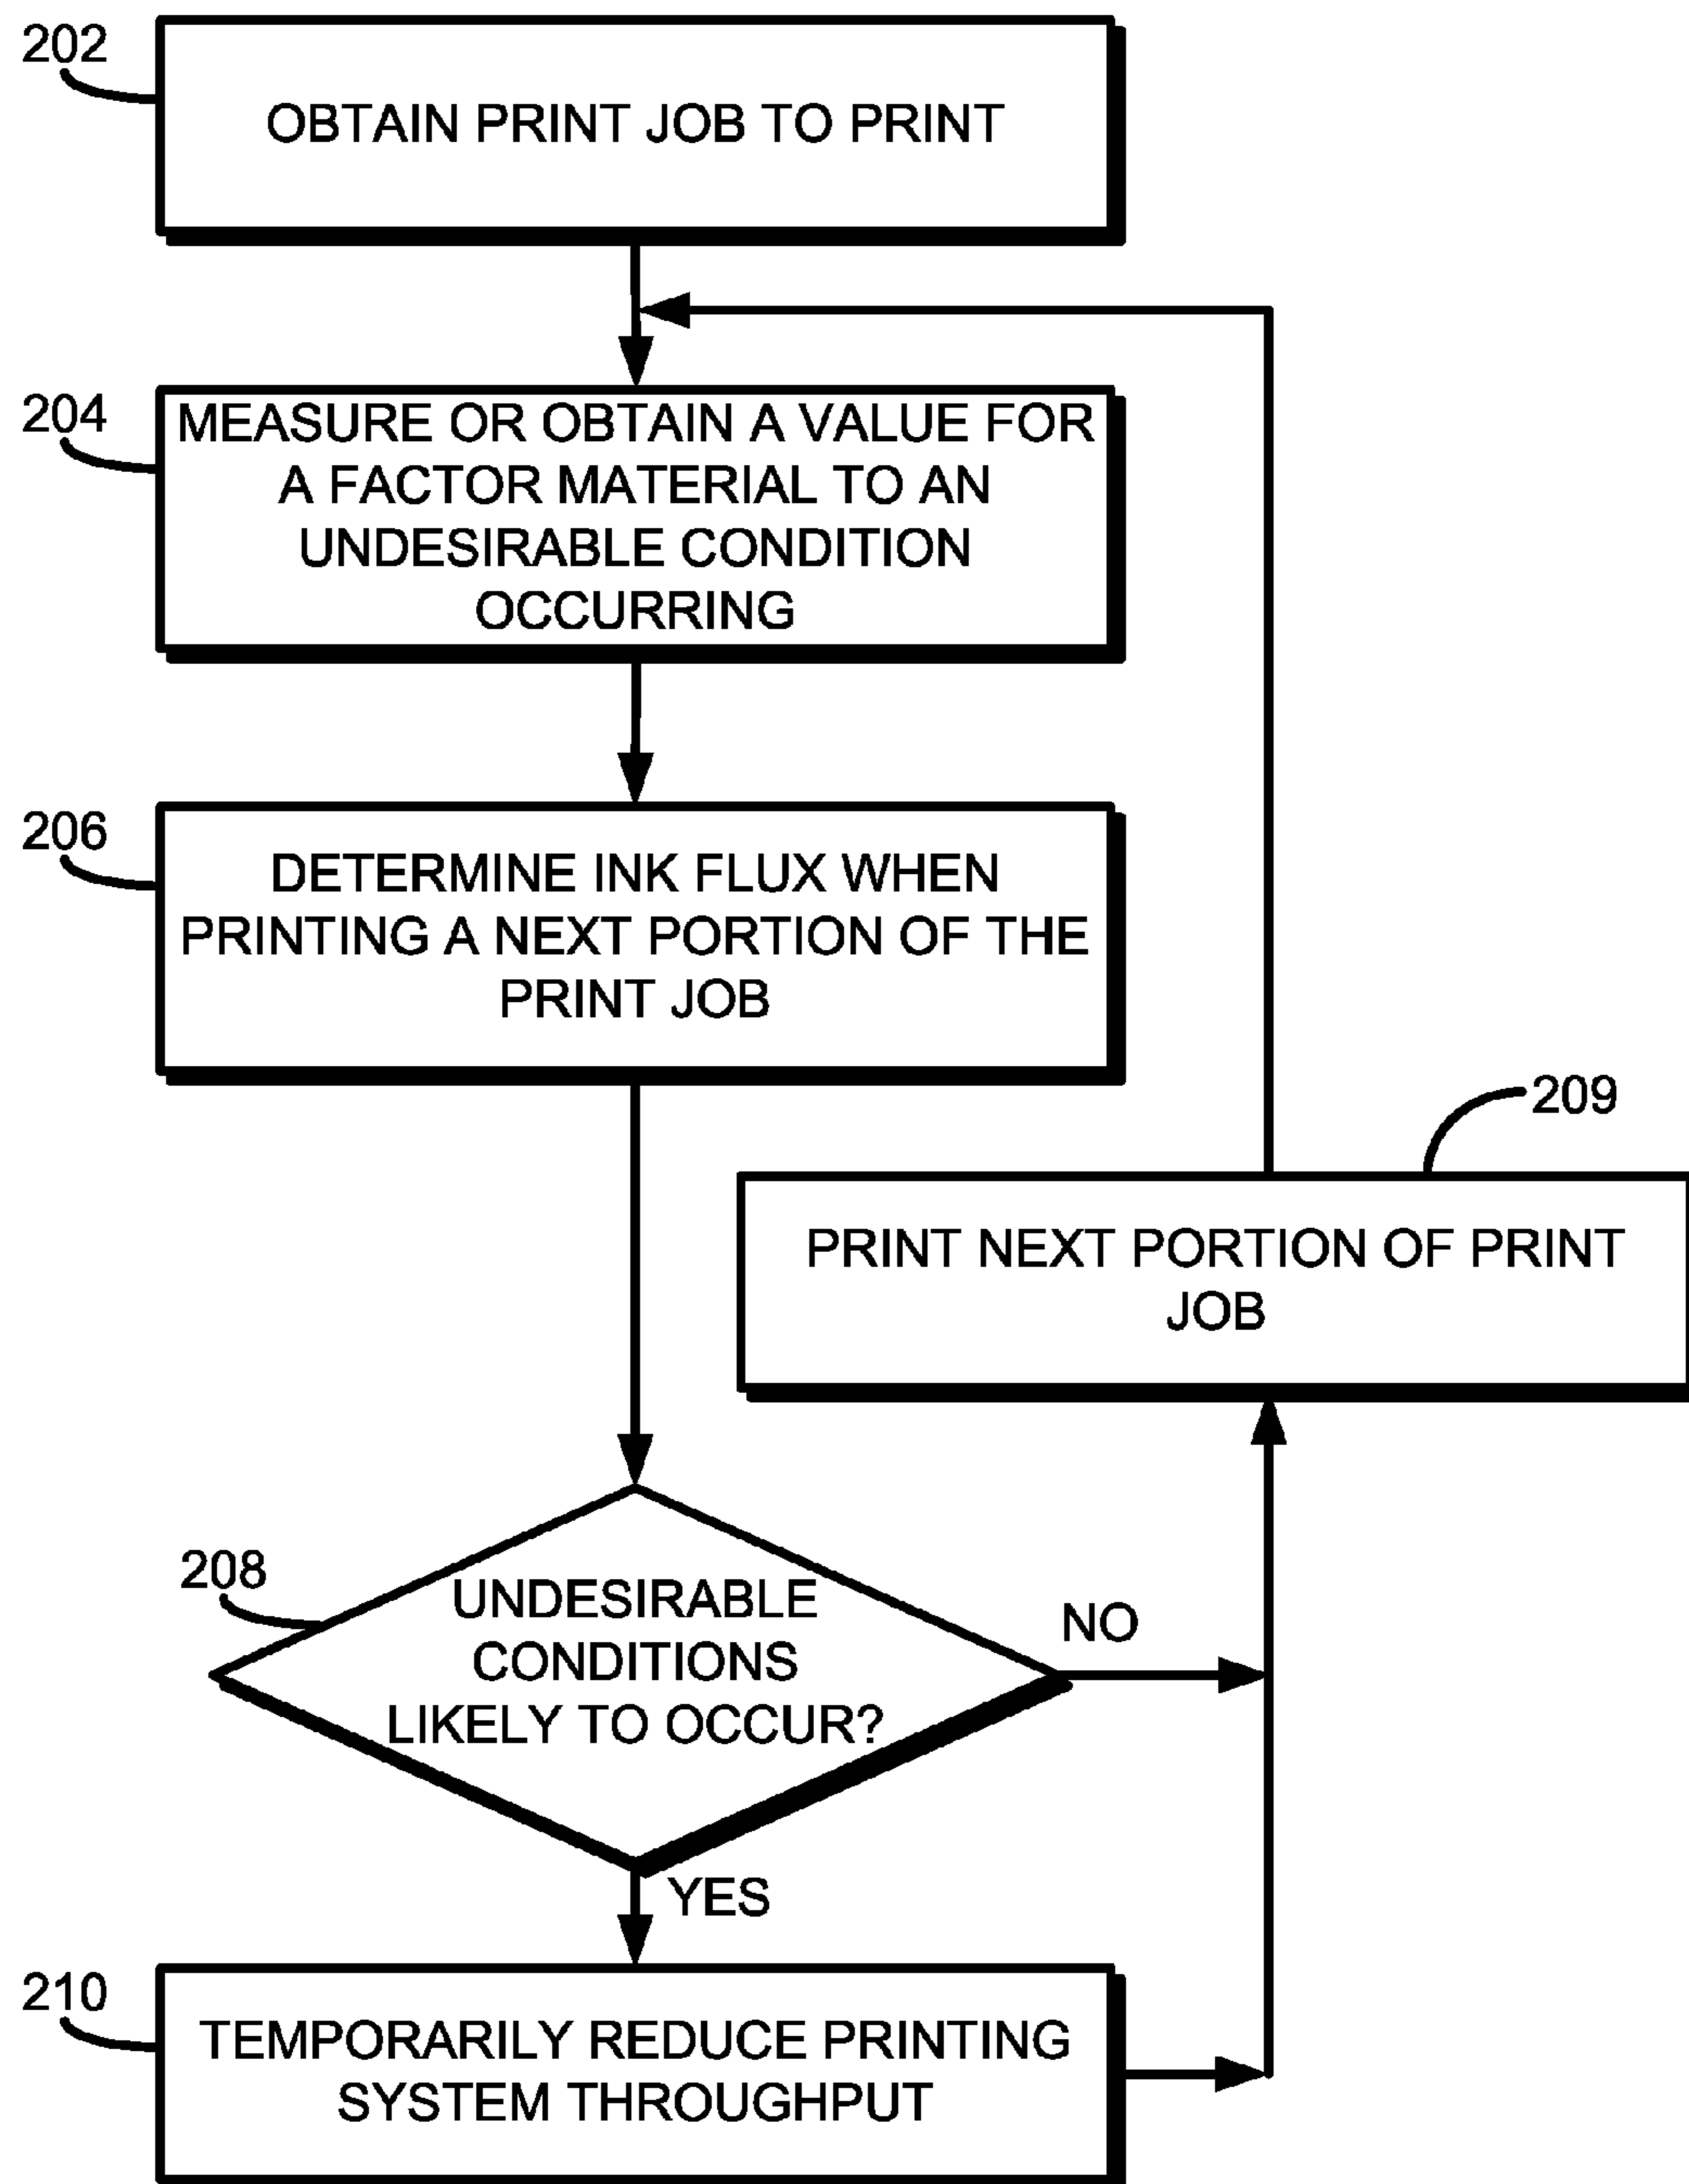 202
OBTAIN PRINT JOB TO PRINT
204
MEASURE OR OBTAIN A VALUE FOR
A FACTOR MATERIAL TO AN
UNDESIRABLE CONDITION
OCCURRING
206
DETERMINE INK FLUX WHEN
PRINTING A NEXT PORTION OF THE
PRINT JOB
209
PRINT NEXT PORTION OF PRINT
JOB
208
UNDESIRABLE
CONDITIONS
LIKELY TO OCCUR?
NO
YES
210
TEMPORARILY REDUCE PRINTING
SYSTEM THROUGHPUT